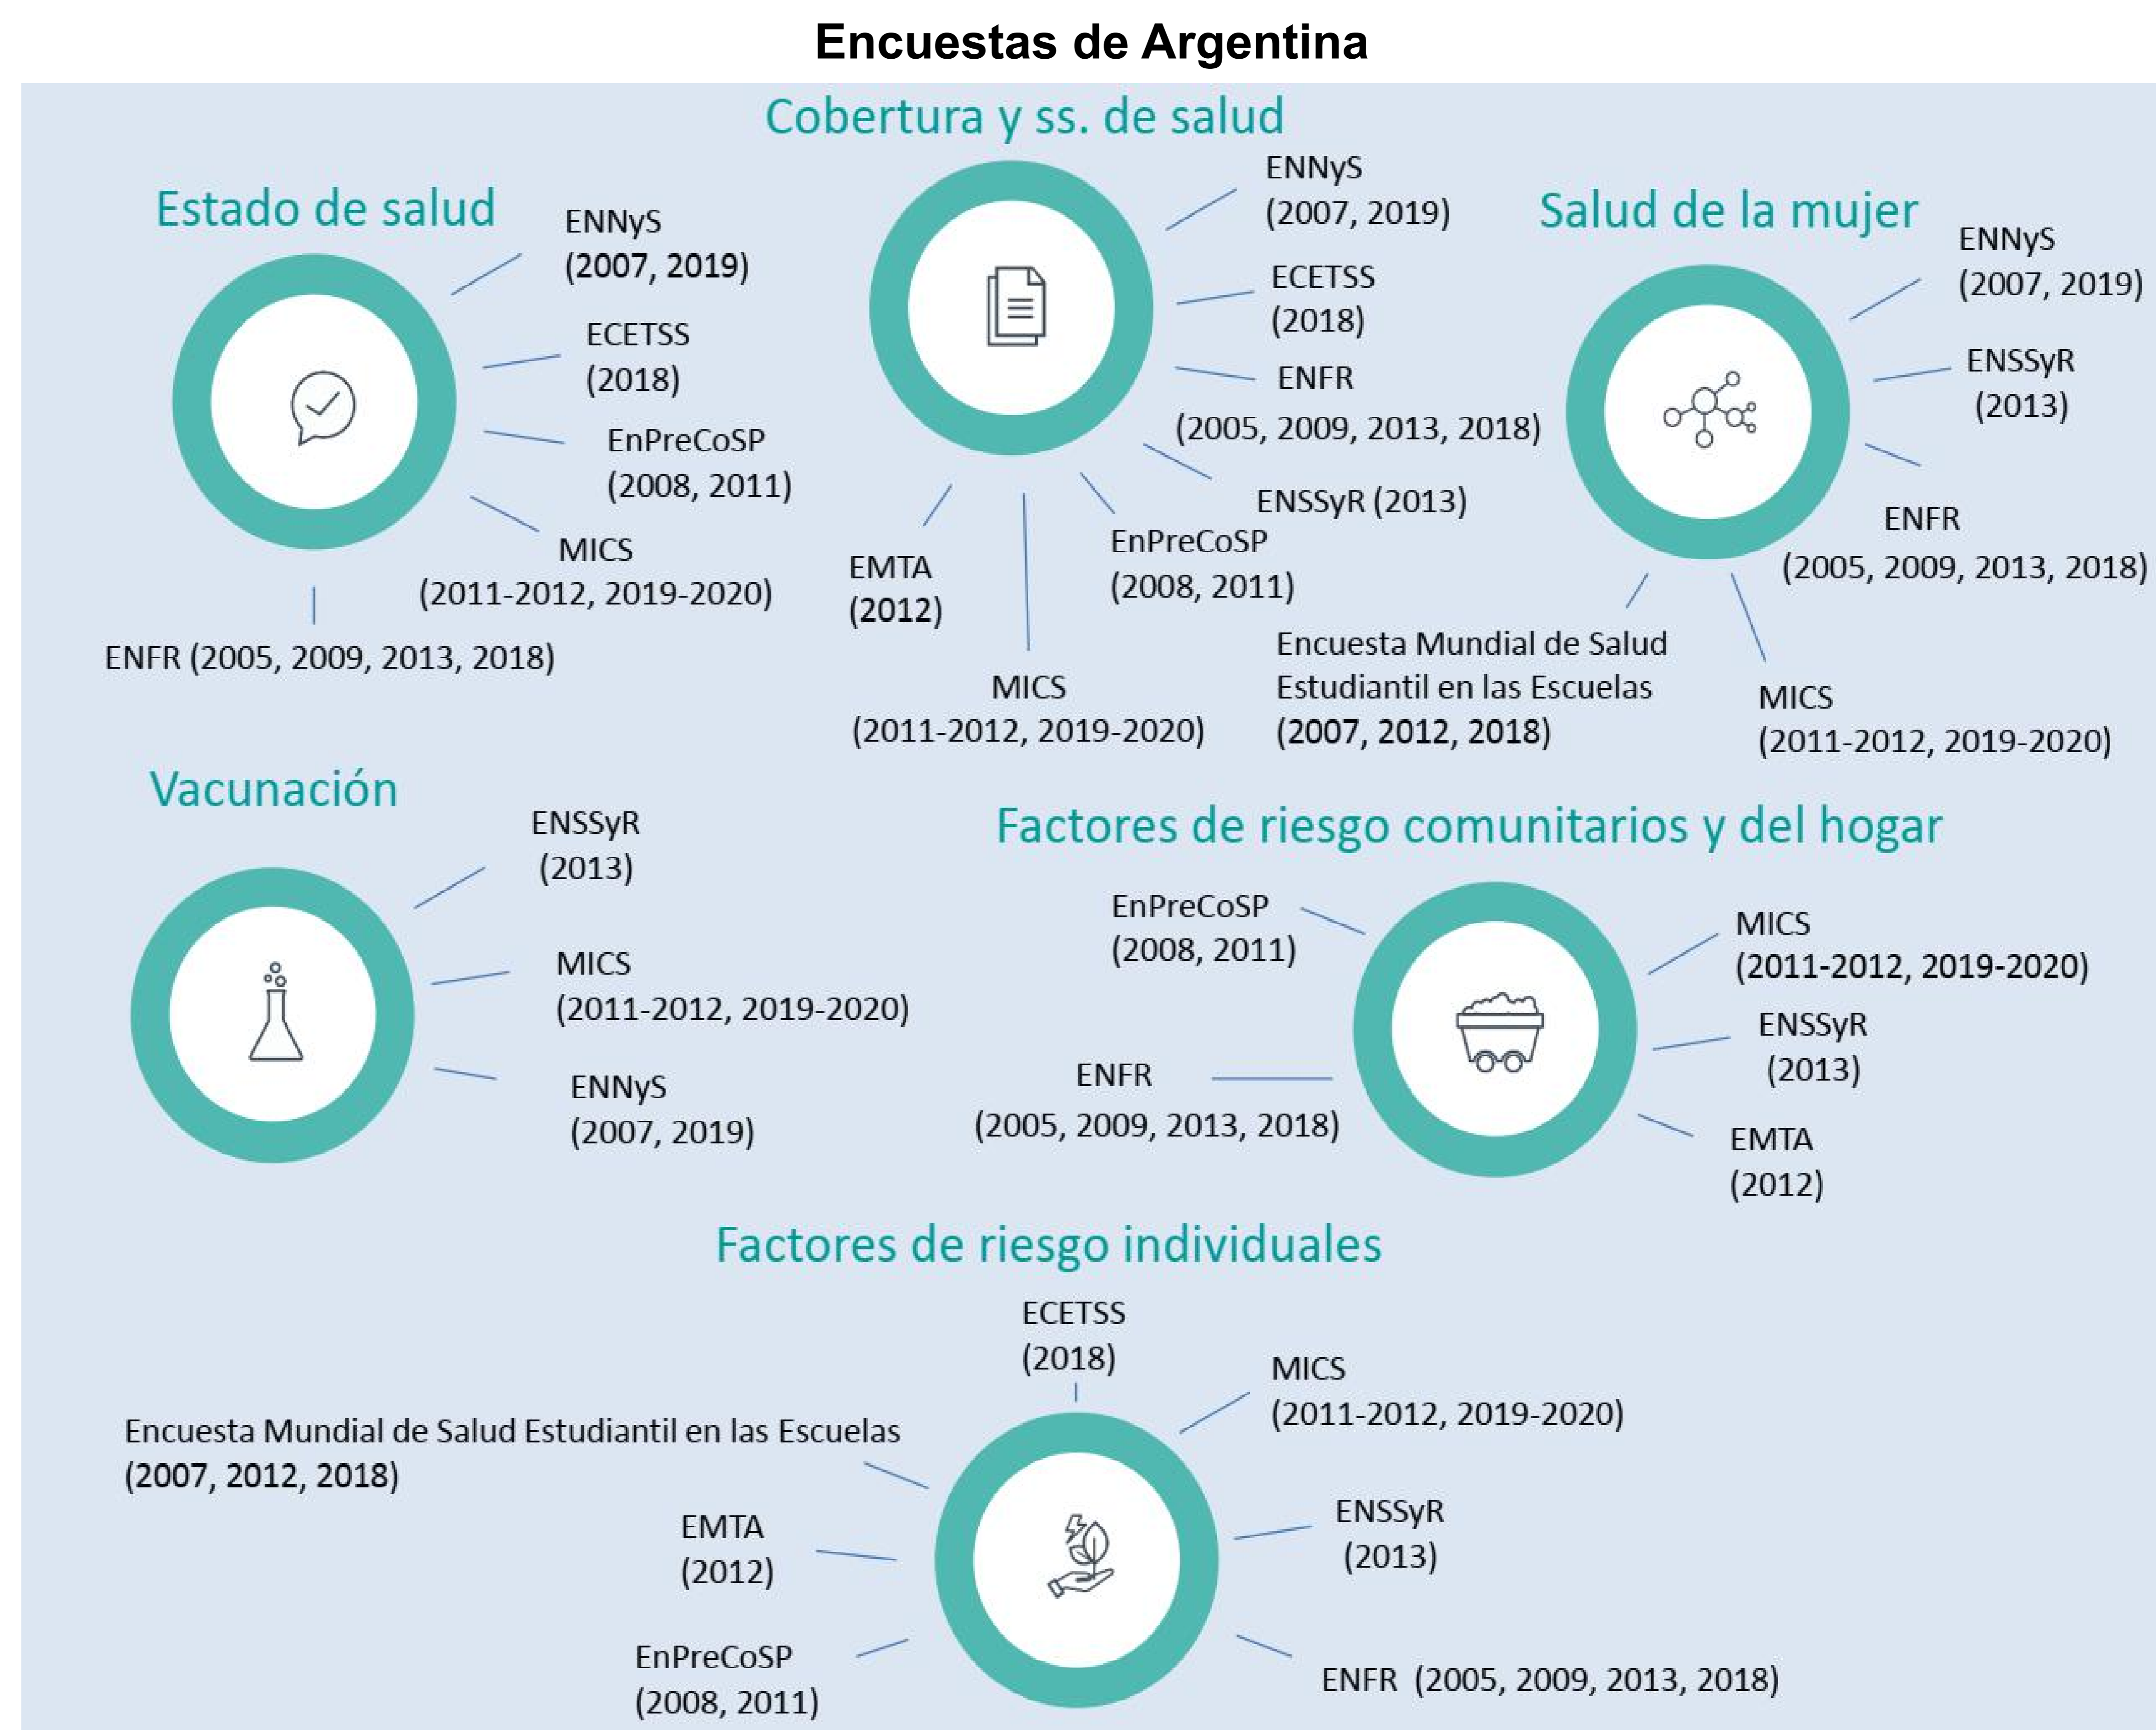 Encuestas de Argentina
Estado de salud
ENNyS
(2007, 2019)
ECETSS
(2018)
EnPreCoSP
(2008, 2011)
MICS
(2011-2012, 2019-2020)
ENFR (2005, 2009, 2013, 2018)
Cobertura y ss. de salud
ENNyS
(2007, 2019)
ECETSS
(2018)
ENFR
(2005, 2009, 2013, 2018)
ENSSyR (2013)
EnPreCoSP
(2008, 2011)
MICS
(2011-2012, 2019-2020)
EMTA
(2012)
Salud de la mujer
ENNyS
(2007, 2019)
ENSSyR
(2013)
ENFR
(2005, 2009, 2013, 2018)
MICS
(2011-2012, 2019-2020)
Encuesta Mundial de Salud
Estudiantil en las Escuelas
(2007, 2012, 2018)
Vacunación
ENSSyR
(2013)
MICS
(2011-2012, 2019-2020)
ENNyS
(2007, 2019)
Factores de riesgo comunitarios y del hogar
EnPreCoSP
(2008, 2011)
ENFR
(2005, 2009, 2013, 2018)
MICS
(2011-2012, 2019-2020)
ENSSyR
(2013)
EMTA
(2012)
Factores de riesgo individuales
ECETSS
(2018)
MICS
(2011-2012, 2019-2020)
ENSSyR
(2013)
ENFR (2005, 2009, 2013, 2018)
Encuesta Mundial de Salud Estudiantil en las Escuelas
(2007, 2012, 2018)
EMTA
(2012)
EnPreCoSP
(2008, 2011)